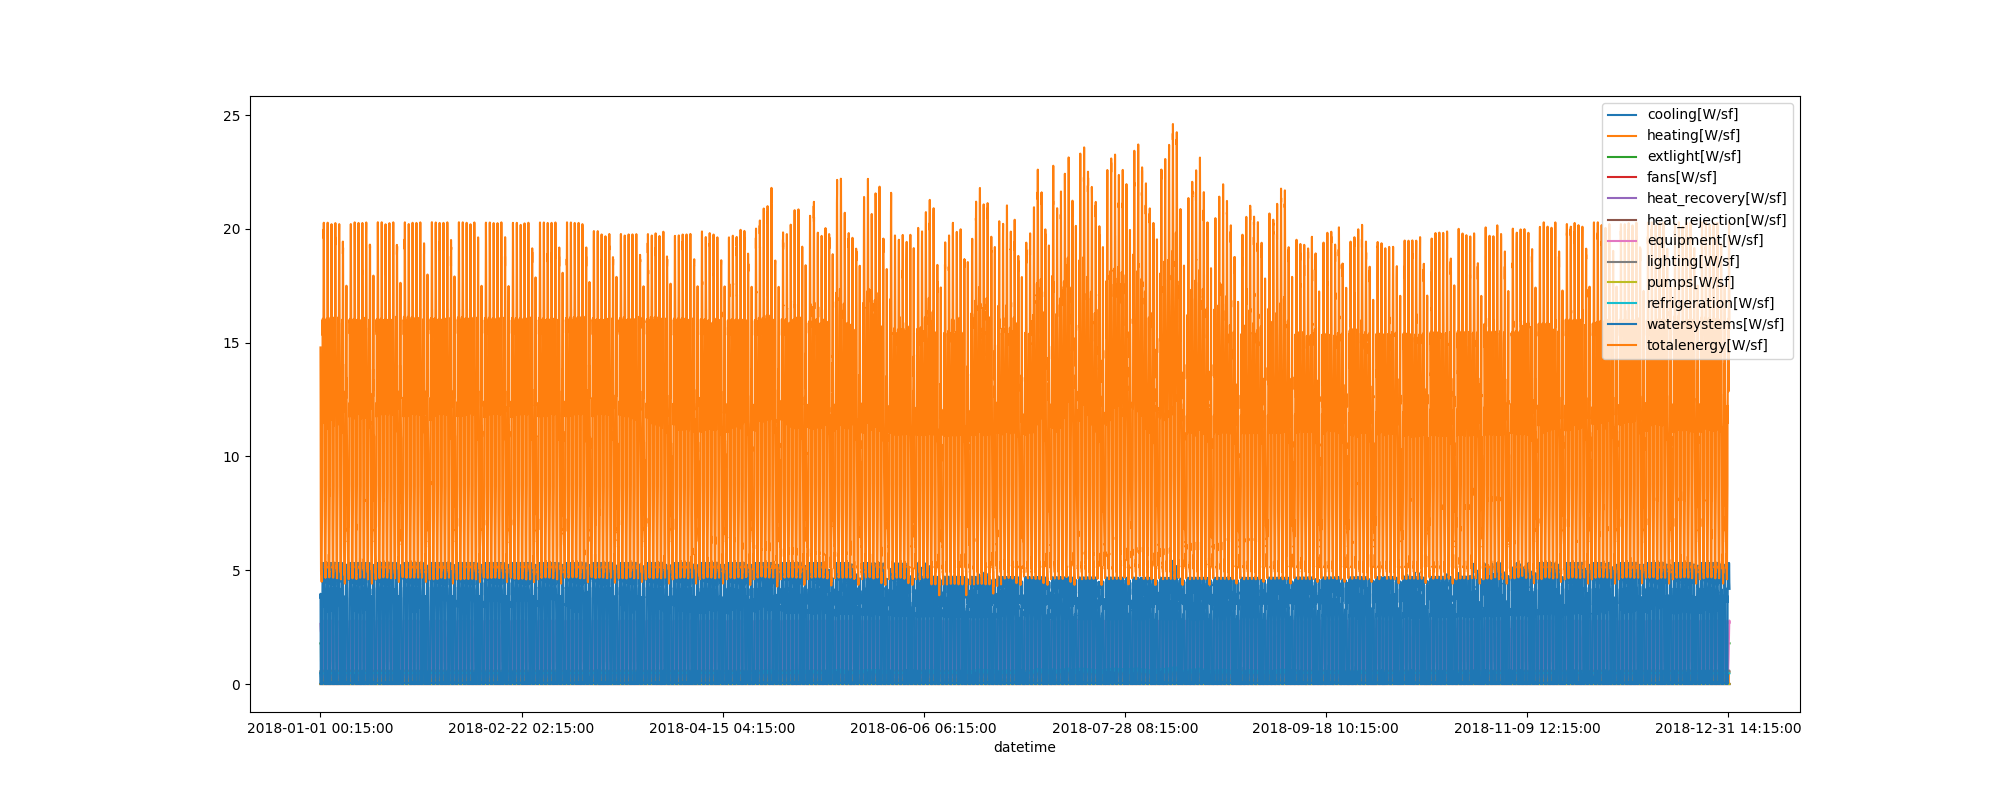 25
20
15
10
5
0
cooling[W/sf]
heating[W/sf]
extlight[W/sf]
fans[W/sf]
heat_recovery[W/sf]
heat_rejection[W/sf]
equipment[W/sf]
lighting[W/sf]
pumps[W/sf]
refrigeration[W/sf]
watersystems[W/sf]
totalenergy[W/sf]
2018-01-01 00:15:00 2018-02-22 02:15:00 2018-04-15 04:15:00 2018-06-06 06:15:00 2018-07-28 08:15:00 2018-09-18 10:15:00 2018-11-09 12:15:00 2018-12-31 14:15:00
datetime